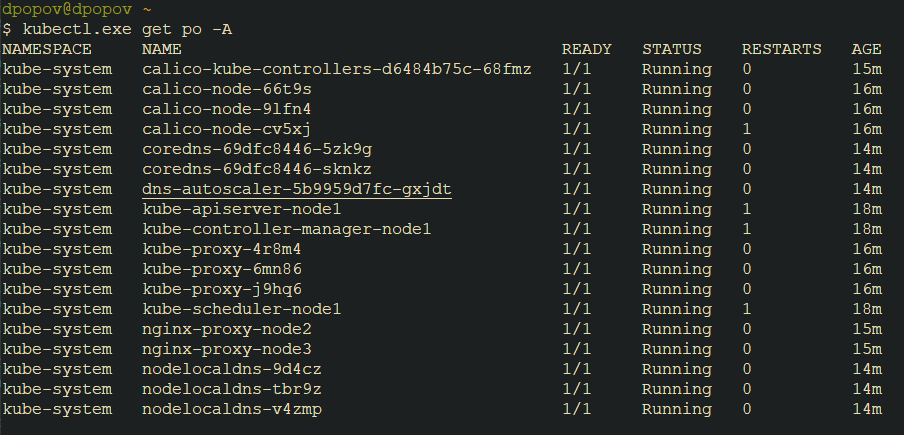 dpopov@dpopov ~
$ kubectl.exe get po -A
NAMESPACE     NAME                                      READY   STATUS    RESTARTS   AGE
kube-system   calico-kube-controllers-d6484b75c-68fmz   1/1     Running   0          15m
kube-system   calico-node-66t9s                         1/1     Running   0          16m
kube-system   calico-node-9lfn4                         1/1     Running   0          16m
kube-system   calico-node-cv5xj                         1/1     Running   1          16m
kube-system   coredns-69dfc8446-5zk9g                   1/1     Running   0          14m
kube-system   coredns-69dfc8446-sknkz                   1/1     Running   0          14m
kube-system   dns-autoscaler-5b9959d7fc-gxjdt           1/1     Running   0          14m
kube-system   kube-apiserver-node1                      1/1     Running   1          18m
kube-system   kube-controller-manager-node1             1/1     Running   1          18m
kube-system   kube-proxy-4r8m4                          1/1     Running   0          16m
kube-system   kube-proxy-6mn86                          1/1     Running   0          16m
kube-system   kube-proxy-j9hq6                          1/1     Running   0          16m
kube-system   kube-scheduler-node1                      1/1     Running   1          18m
kube-system   nginx-proxy-node2                         1/1     Running   0          15m
kube-system   nginx-proxy-node3                         1/1     Running   0          15m
kube-system   nodelocaldns-9d4cz                        1/1     Running   0          14m
kube-system   nodelocaldns-tbr9z                        1/1     Running   0          14m
kube-system   nodelocaldns-v4zmp                        1/1     Running   0          14m